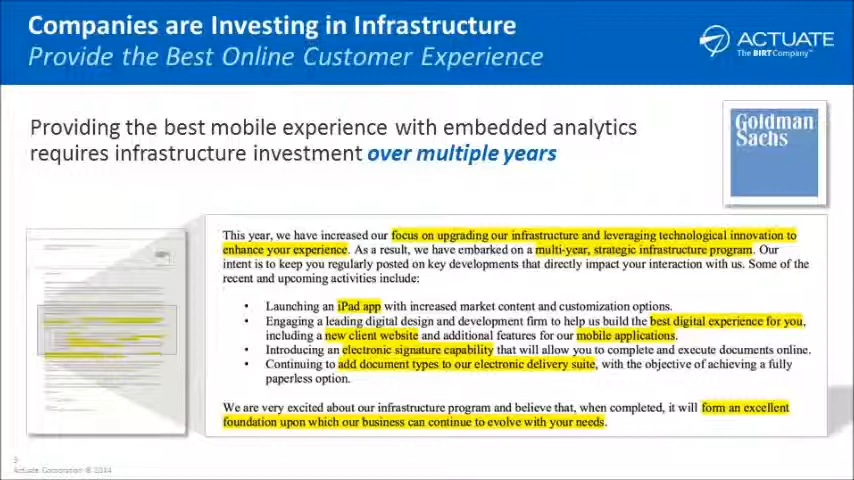 Companies are Investing in Infrastructure
Provide the Best Online Customer Experience
ACTUATE
The BIRT Company™
Providing the best mobile experience with embedded analytics
requires infrastructure investment over multiple years
Goldman
Sachs
This year, we have increased our focus on upgrading our infrastructure and leveraging technological innovation to
enhance your experience. As a result, we have embarked on a multi-year, strategic infrastructure program. Our
intent is to keep you regularly posted on key developments that directly impact your interaction with us. Some of the
recent and upcoming activities include:
• Launching an iPad app with increased market content and customization options.
• Engaging a leading digital design and development firm to help us build the best digital experience for you,
including a new client website and additional features for our mobile applications.
• Introducing an electronic signature capability that will allow you to complete and execute documents online.
• Continuing to add document types to our electronic delivery suite, with the objective of achieving a fully
paperless option.
We are very excited about our infrastructure program and believe that, when completed, it will form an excellent
foundation upon which our business can continue to evolve with your needs.
Actuate Corporation © 2014